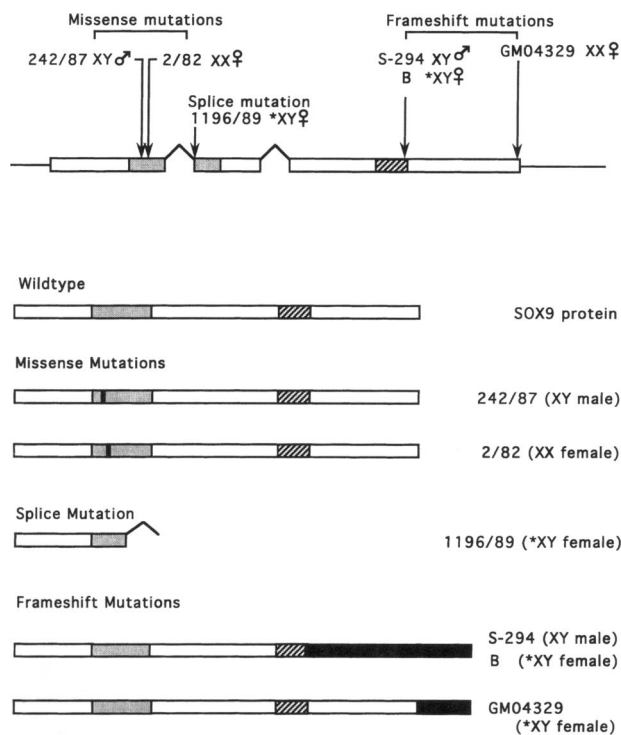 Missense mutations
Frameshift mutations
242/87 XY♂
2/82 XX♀
S-294 XY♂
B *XY♀
GM04329 XX♀
Splice mutation
1196/89 *XY♀
Wildtype
SOX9 protein
Missense Mutations
242/87 (XY male)
2/82 (XX female)
Splice Mutation
1196/89 (*XY female)
Frameshift Mutations
S-294 (XY male)
B (*XY female)
GM04329
(*XY female)